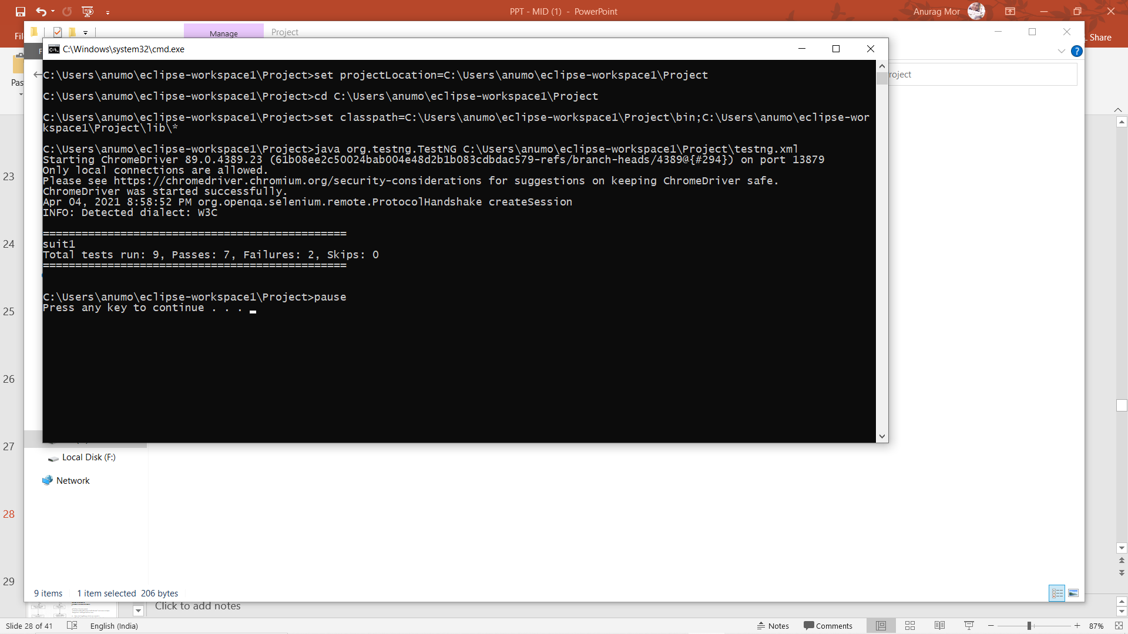 PPT - MID (1) - PowerPoint
Anurag Mor
Share
Manage
Project
C:\Windows\system32\cmd.exe
C:\Users\anumo\eclipse-workspace1\Project>set projectLocation=C:\Users\anumo\eclipse-workspace1\Project
C:\Users\anumo\eclipse-workspace1\Project>cd C:\Users\anumo\eclipse-workspace1\Project
C:\Users\anumo\eclipse-workspace1\Project>set classpath=C:\Users\anumo\eclipse-workspace1\Project\bin;C:\Users\anumo\eclipse-wor
kspace1\Project\lib\*
C:\Users\anumo\eclipse-workspace1\Project>java org.testng.TestNG C:\Users\anumo\eclipse-workspace1\Project\testng.xml
Starting ChromeDriver 89.0.4389.23 (61b08ee2c50024bab004e48d2b1b083cdbdac579-refs/branch-heads/4389@{#294}) on port 13879
Only local connections are allowed.
Please see https://chromedriver.chromium.org/security-considerations for suggestions on keeping ChromeDriver safe.
ChromeDriver was started successfully.
Apr 04, 2021 8:58:52 PM org.openqa.selenium.remote.ProtocolHandshake createSession
INFO: Detected dialect: W3C
===============================================
suit1
Total tests run: 9, Passes: 7, Failures: 2, Skips: 0
===============================================
C:\Users\anumo\eclipse-workspace1\Project>pause
Press any key to continue . . .
23
24
25
26
27
28
29
Local Disk (F:)
Network
9 items 1 item selected 206 bytes
Click to add notes
Slide 28 of 41 English (India) Notes Comments 87%